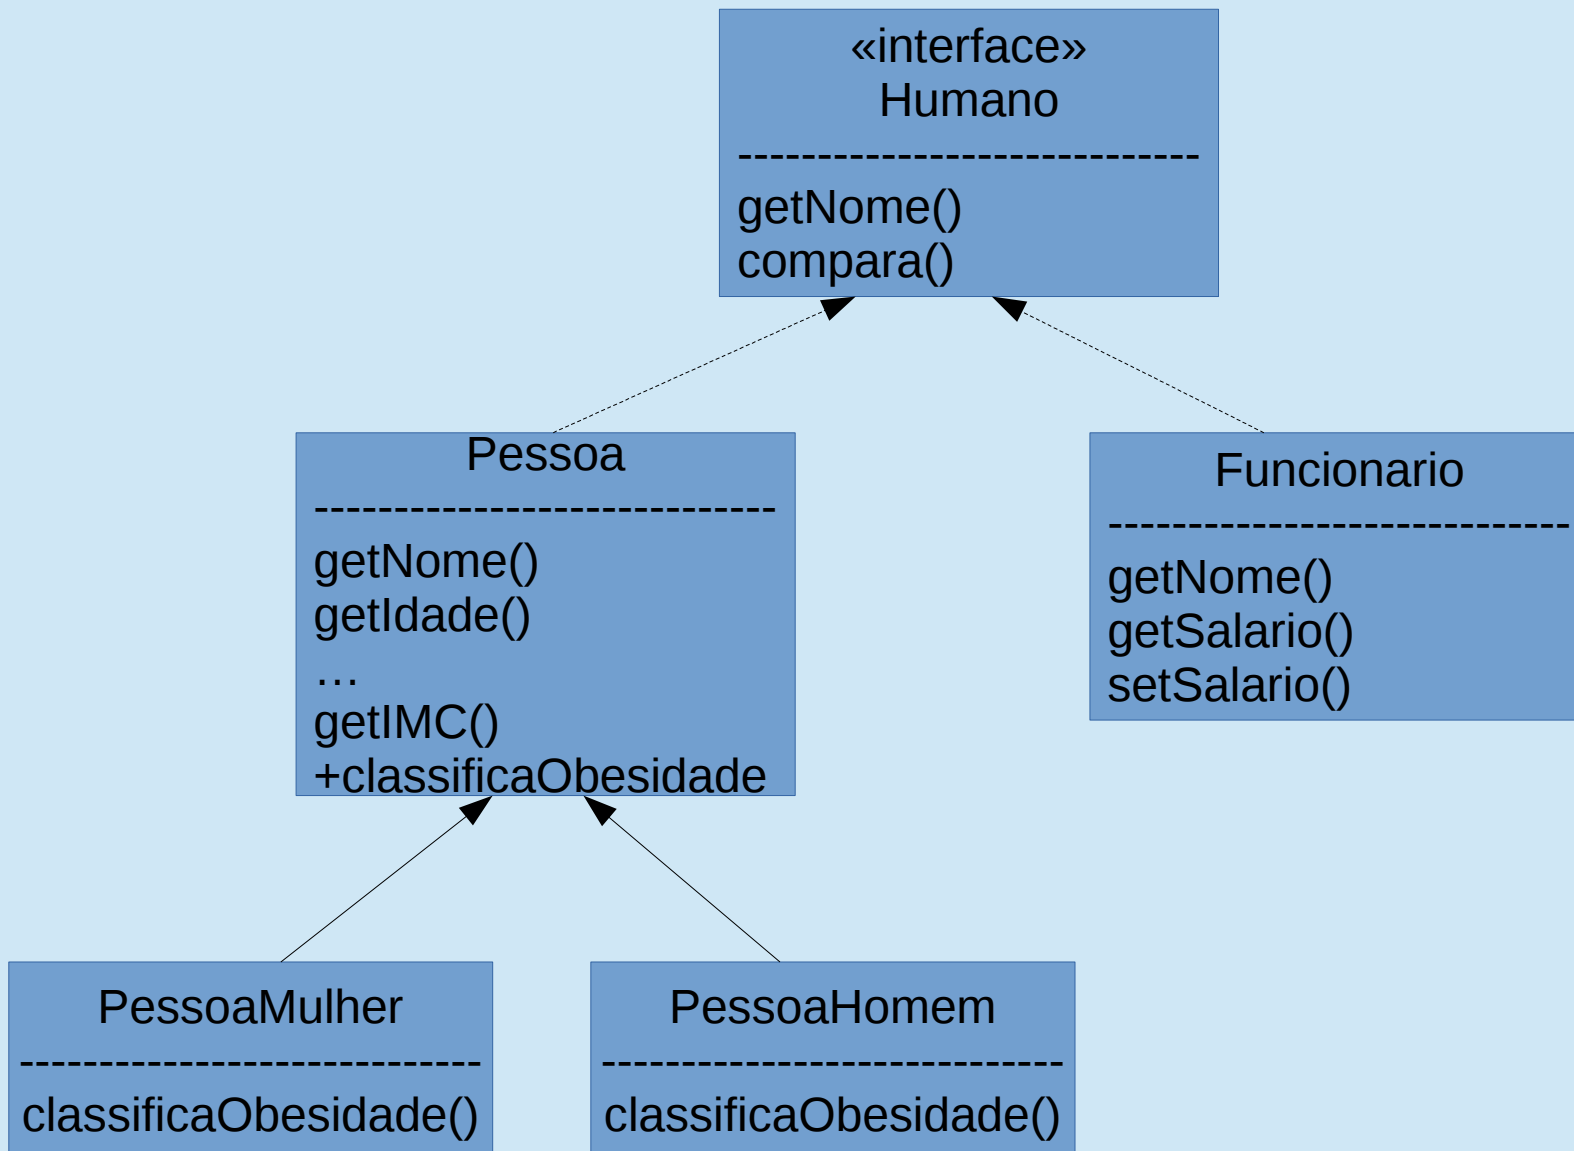 «interface»
Humano
-----------------------------
getNome()
compara()
Pessoa
-----------------------------
getNome()
getIdade()
…
getIMC()
+classificaObesidade
Funcionario
-----------------------------
getNome()
getSalario()
setSalario()
PessoaMulher
-----------------------------
classificaObesidade()
PessoaHomem
-----------------------------
classificaObesidade()